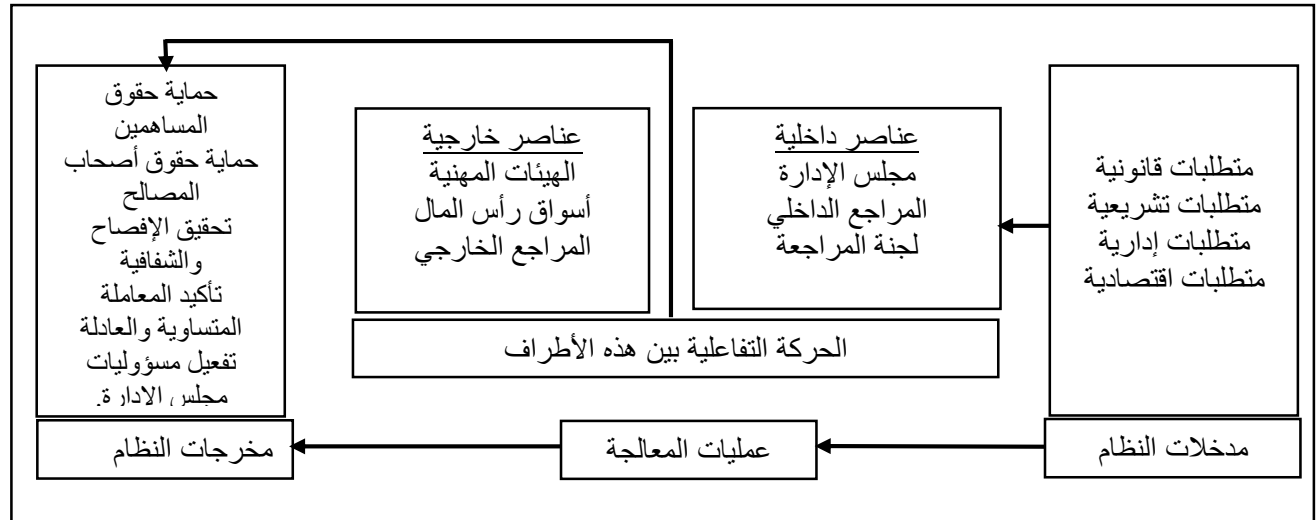 متطلبات قانونية
متطلبات تشريعية
متطلبات إدارية
متطلبات اقتصادية
عناصر داخلية
مجلس الإدارة
المراجع الداخلي
لجنة المراجعة
عناصر خارجية
الهيئات المهنية
أسواق رأس المال
المراجع الخارجي
الحركة التفاعلية بين هذه الأطراف
حماية حقوق
المساهمين
حماية حقوق أصحاب
المصالح
تحقيق الإفصاح
والشفافية
تأكيد المعاملة
المتساوية والعادلة
تفعيل مسؤوليات
مجلس الادارة.
مدخلات النظام
عمليات المعالجة
مخرجات النظام